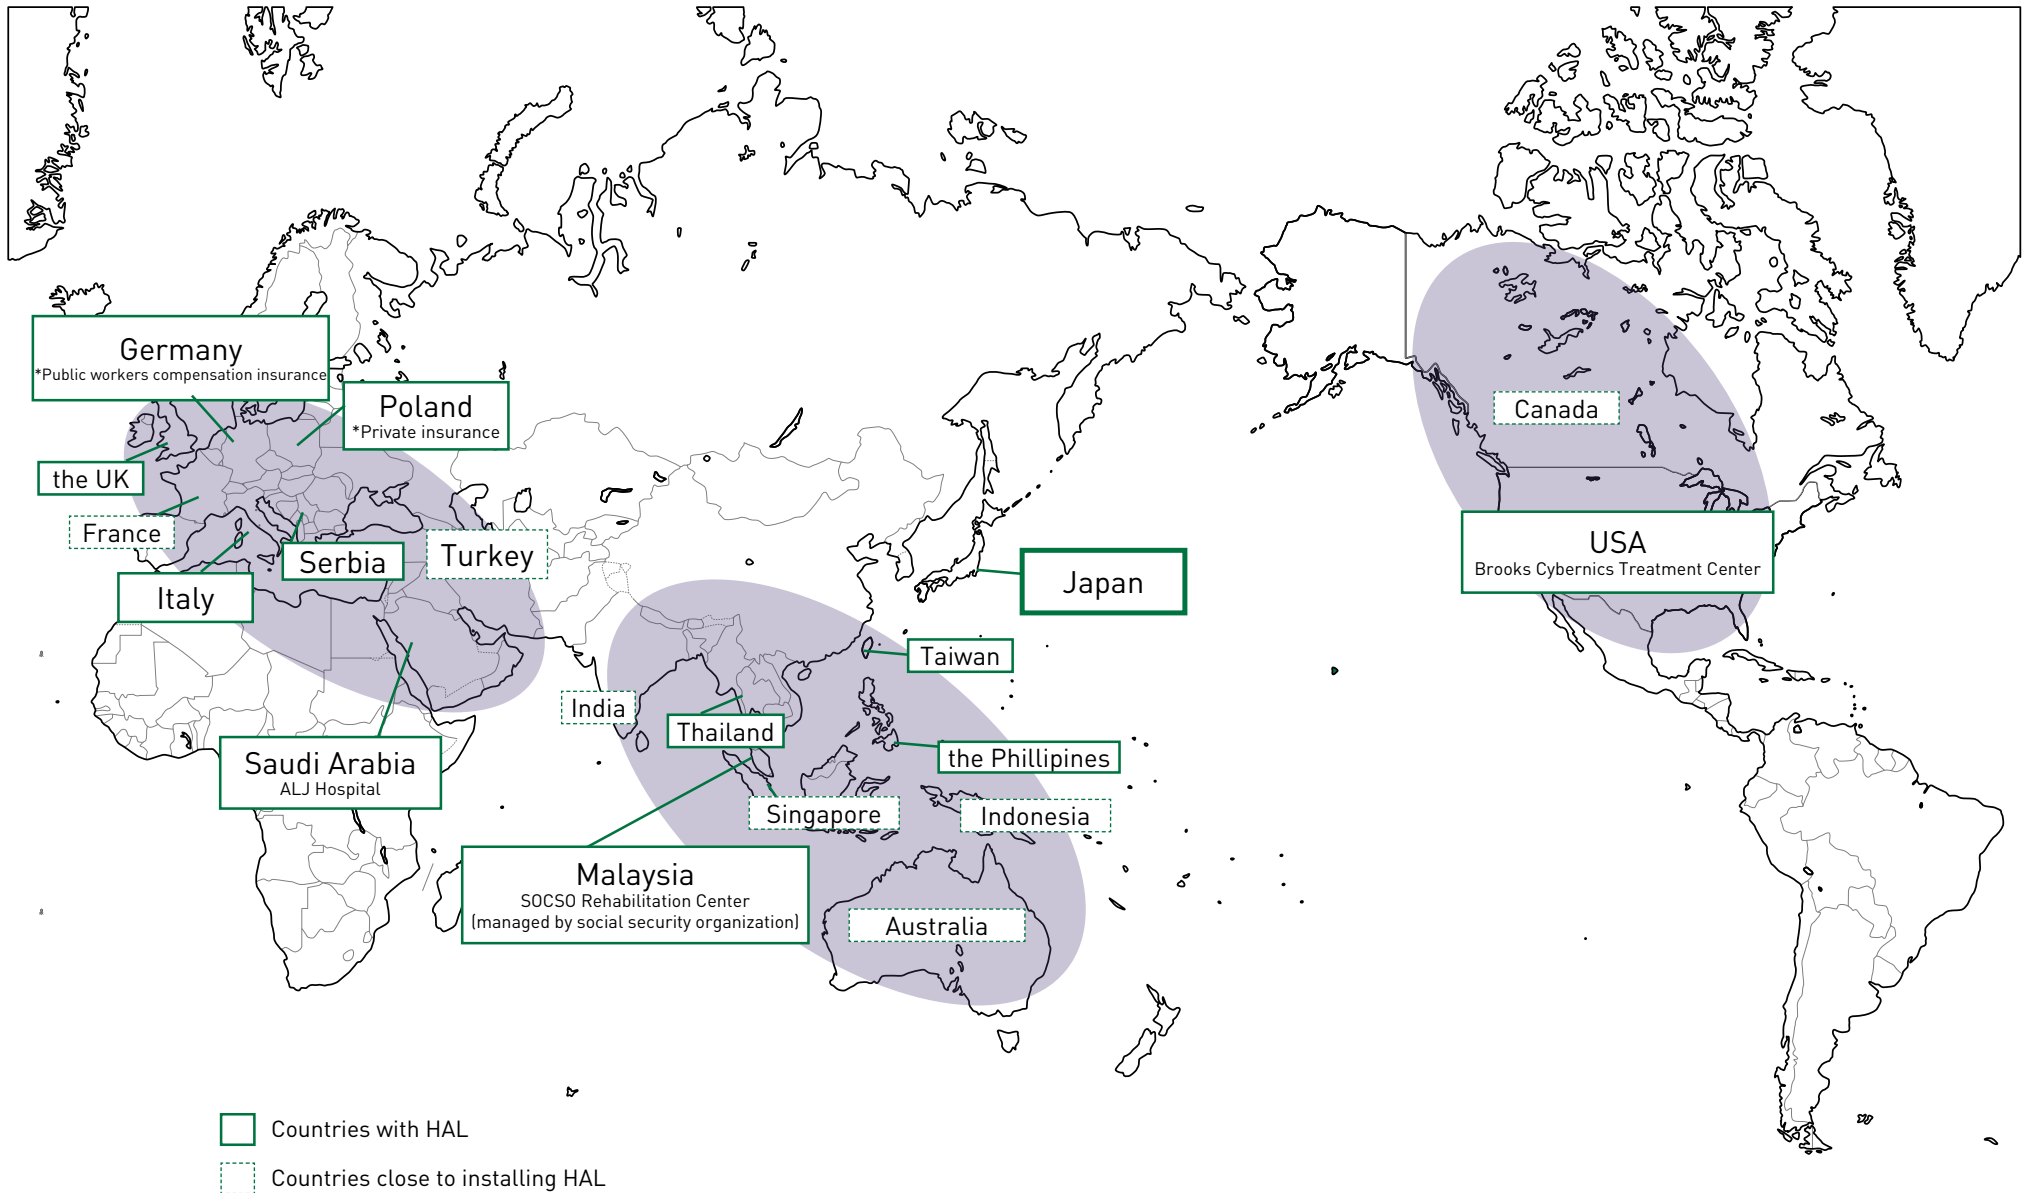 Germany
*Public workers compensation insurance
Poland
*Private insurance
the UK
France
Italy
Serbia
Turkey
Saudi Arabia
ALJ Hospital
India
Thailand
Malaysia
SOCSO Rehabilitation Center
(managed by social security organization)
Singapore
Indonesia
Australia
the Phillipines
Taiwan
Japan
Canada
USA
Brooks Cybernics Treatment Center
Countries with HAL
Countries close to installing HAL